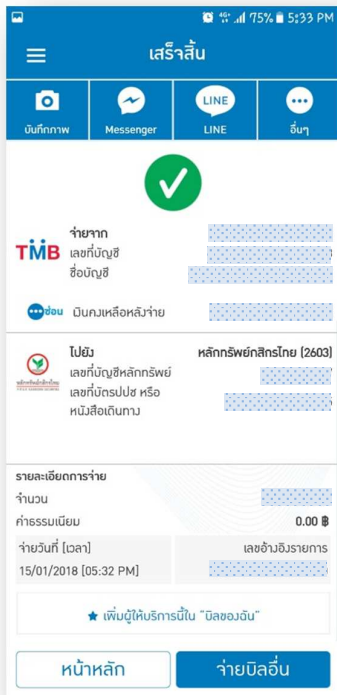 4G+ 75% 5:33 PM
เสร็จสิ้น
บันทึกภาพ Messenger LINE อื่นๆ
จ่ายจาก
TMB เลขที่บัญชี
ชื่อบัญชี
ซ่อน เงินคงเหลือหลังจ่าย
ไปยัง หลักทรัพย์กสิกรไทย (2603)
เลขที่บัญชีหลักทรัพย์
เลขที่บัตรปปช หรือ
หนังสือเดินทาง
รายละเอียดการจ่าย
จำนวน
ค่าธรรมเนียม 0.00 ฿
จ่ายวันที่ [เวลา] เลขอ้างอิงรายการ
15/01/2018 [05:32 PM]
เพิ่มผู้ให้บริการนี้ใน "บิลของฉัน"
หน้าหลัก จ่ายบิลอื่น